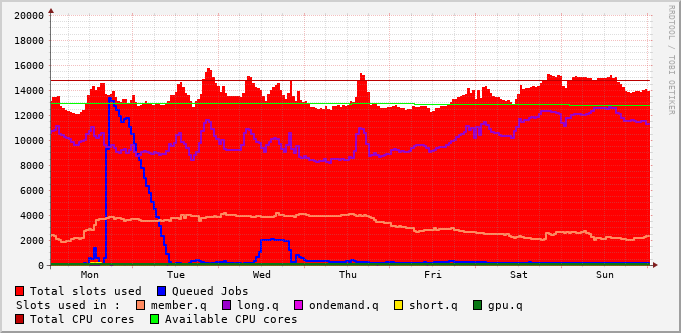 20000
18000
16000
14000
12000
10000
8000
6000
4000
2000
0
Mon Tue Wed Thu Fri Sat Sun
RRDTOOL / TOBI OETIKER
Total slots used Queued Jobs
Slots used in : member.q long.q ondemand.q short.q gpu.q
Total CPU cores Available CPU cores